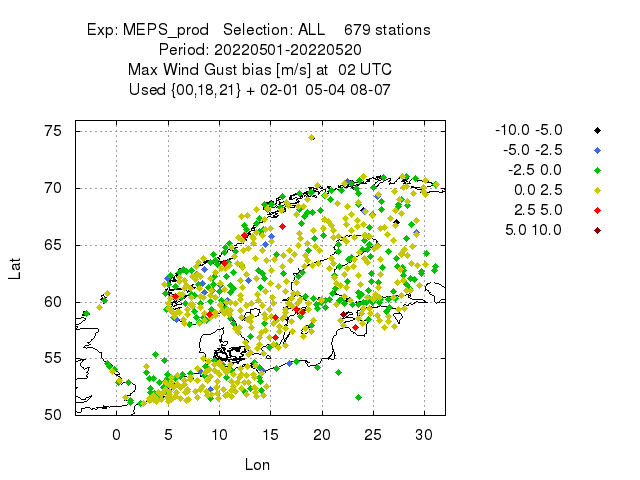 Exp: MEPS_prod   Selection: ALL    679 stations
Period: 20220501-20220520
Max Wind Gust bias [m/s] at  02 UTC
Used {00,18,21} + 02-01 05-04 08-07
-10.0 -5.0
-5.0 -2.5
-2.5 0.0
0.0 2.5
2.5 5.0
5.0 10.0
75
70
65
60
55
50
Lat
0 5 10 15 20 25 30
Lon